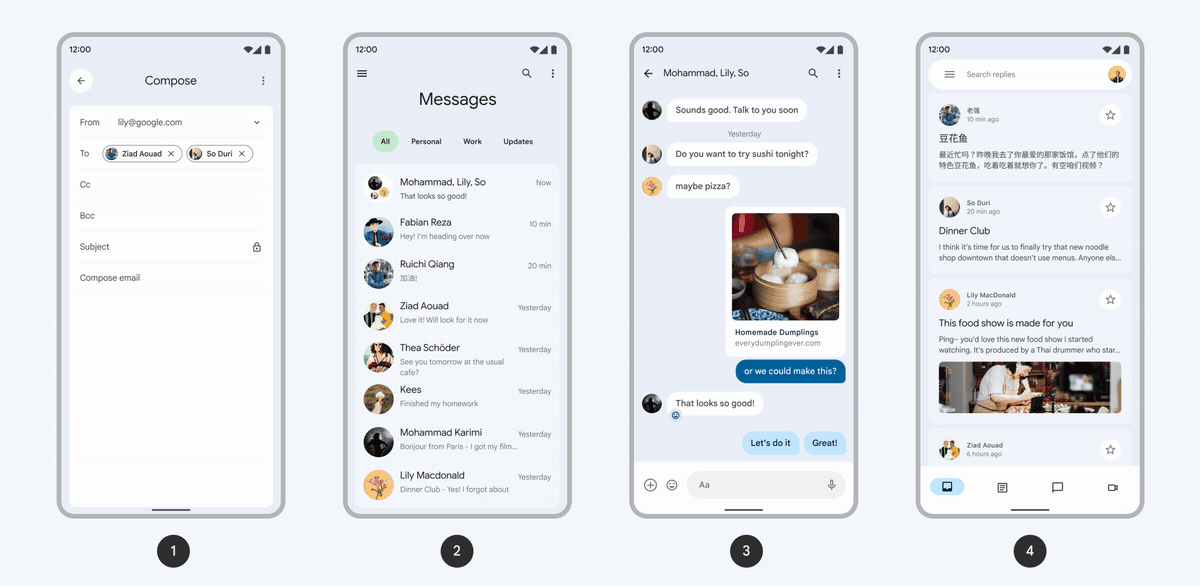 12:00
Compose
From lily@google.com
To Ziad Aouad So Duri
Cc
Bcc
Subject
Compose email
1
12:00
Messages
All Personal Work Updates
Mohammad, Lily, So Now
That looks so good!
Fabian Reza 10 min
Hey! I'm heading over now
Ruichi Qiang 20 min
加油!
Ziad Aouad Yesterday
Love it! Will look for it now
Thea Schöder Yesterday
See you tomorrow at the usual
cafe?
Kees Yesterday
Finished my homework
Mohammad Karimi Yesterday
Bonjour from Paris - I got my film...
Lily Macdonald Yesterday
Dinner Club - Yes! I forgot about
2
12:00
Mohammad, Lily, So
Sounds good. Talk to you soon
Yesterday
Do you want to try sushi tonight?
maybe pizza?
Homemade Dumplings
everydumplingever.com
or we could make this?
That looks so good!
Let's do it Great!
Aa
3
12:00
Search replies
老强
10 min ago
豆花鱼
最近忙吗？昨晚我去了你最爱的那家饭馆，点了他们的
特色豆花鱼，吃着吃着就想你了。有空咱们视频？
So Duri
20 min ago
Dinner Club
I think it's time for us to finally try that new noodle
shop downtown that doesn't use menus. Anyone els...
Lily MacDonald
2 hours ago
This food show is made for you
Ping– you'd love this new food show I started
watching. It's produced by a Thai drummer who star...
Ziad Aouad
6 hours ago
4